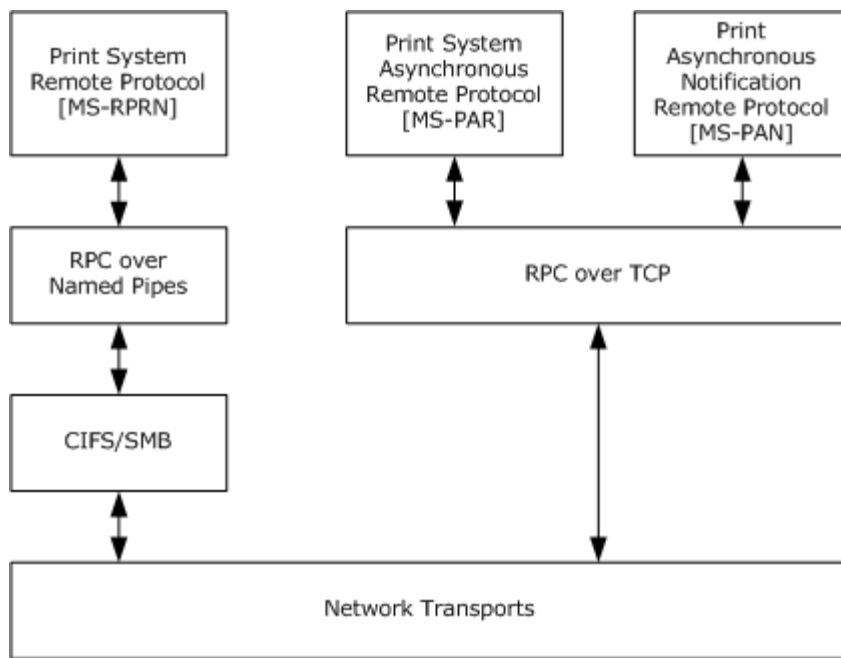 Print System
Remote Protocol
[MS-RPRN]
Print System
Asynchronous
Remote Protocol
[MS-PAR]
Print
Asynchronous
Notification
Remote Protocol
[MS-PAN]
RPC over
Named Pipes
RPC over TCP
CIFS/SMB
Network Transports